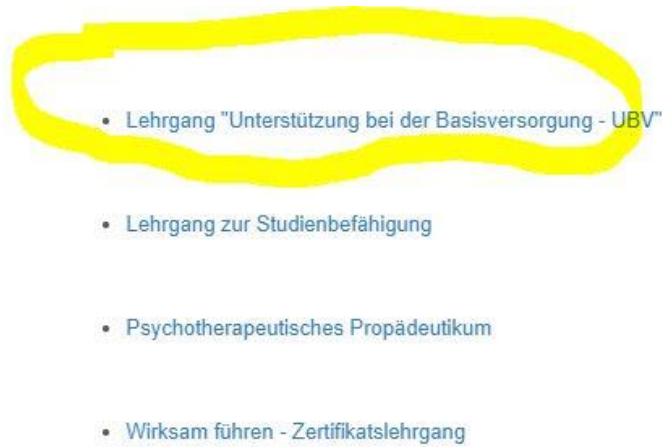 • Lehrgang "Unterstützung bei der Basisversorgung - UBV"
• Lehrgang zur Studienbefähigung
• Psychotherapeutisches Propädeutikum
• Wirksam führen - Zertifikatslehrgang